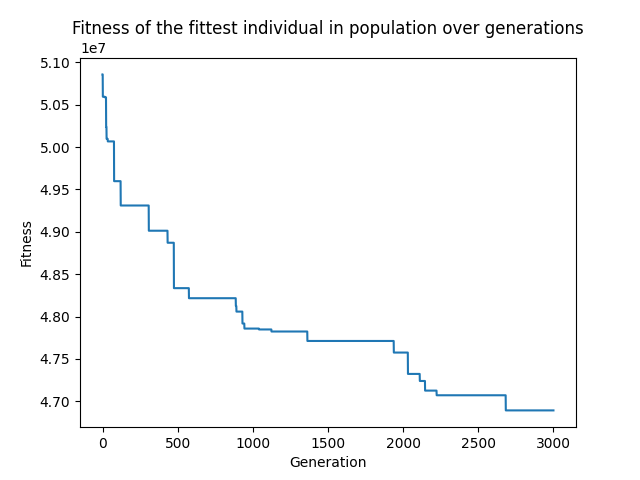 Fitness of the fittest individual in population over generations
1e7
5.10
5.05
5.00
4.95
4.90
4.85
4.80
4.75
4.70
Fitness
0 500 1000 1500 2000 2500 3000
Generation